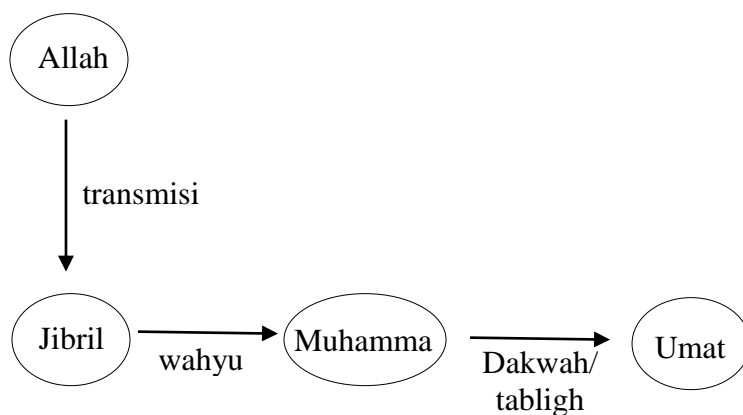 Allah
transmisi
Jibril
wahyu
Muhamma
Dakwah/
tabligh
Umat